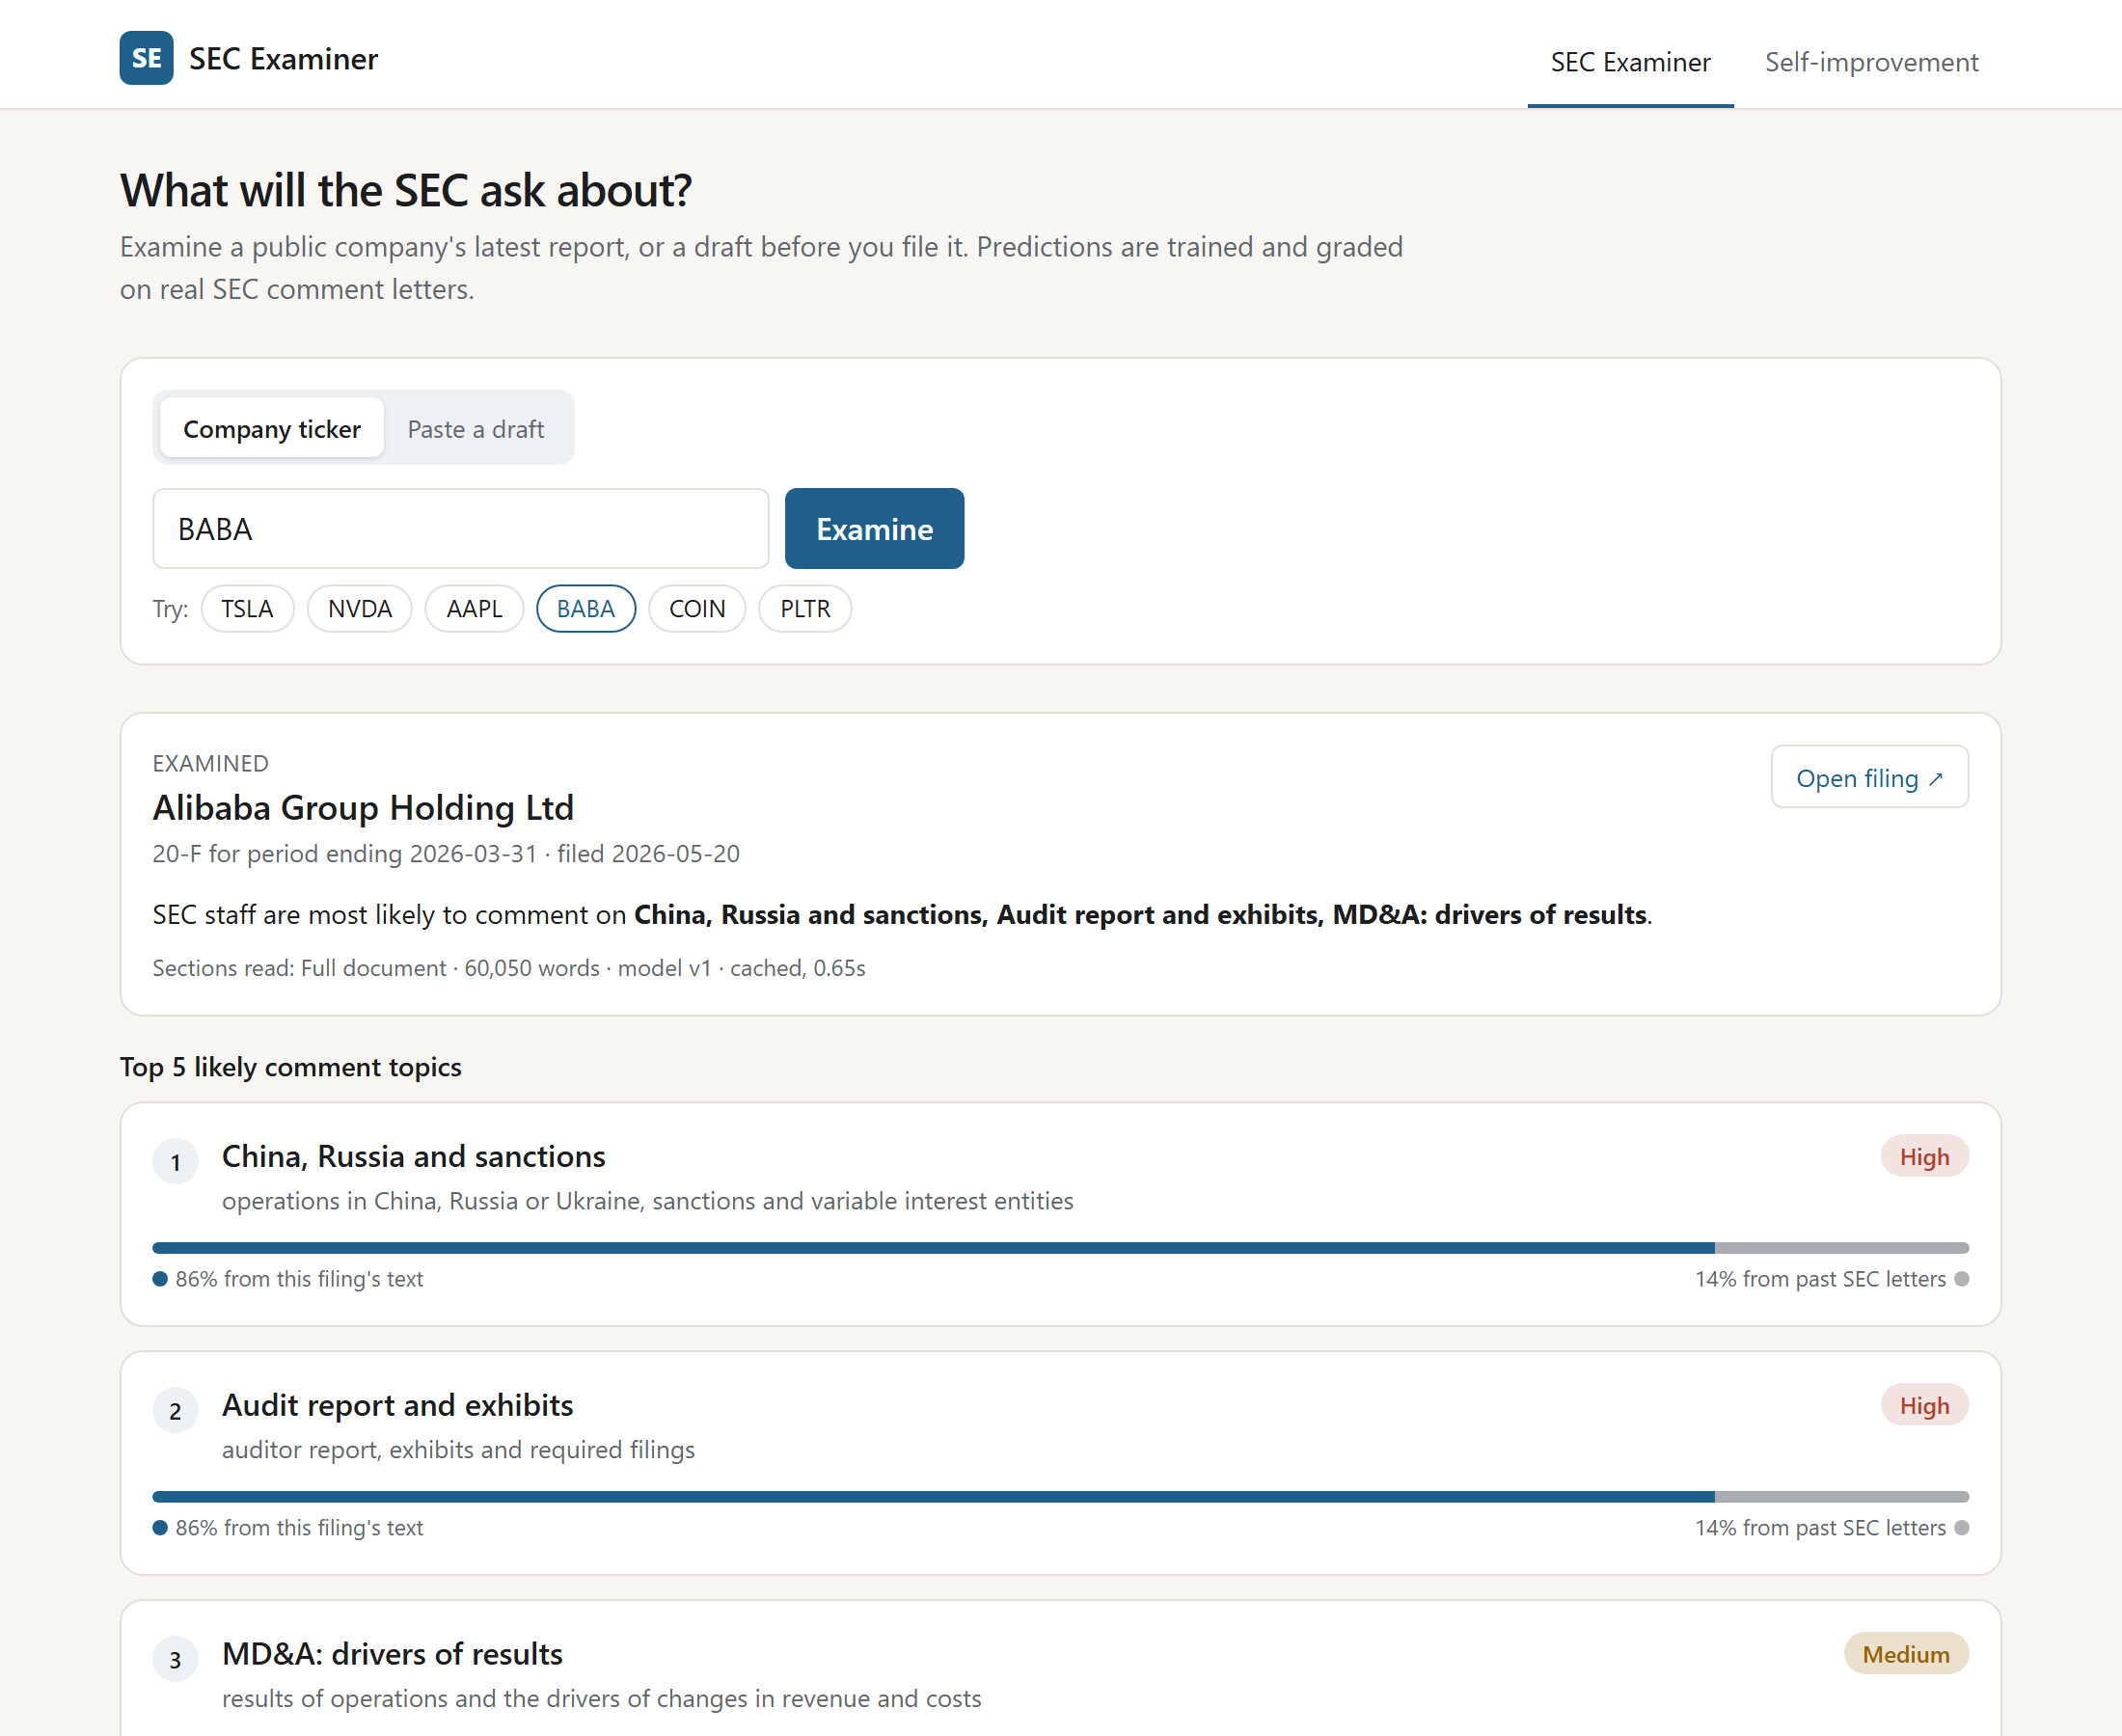 SE SEC Examiner
SEC Examiner Self-improvement
What will the SEC ask about?
Examine a public company's latest report, or a draft before you file it. Predictions are trained and graded
on real SEC comment letters.
Company ticker Paste a draft
BABA Examine
Try: TSLA NVDA AAPL BABA COIN PLTR
EXAMINED
Open filing ↗
Alibaba Group Holding Ltd
20-F for period ending 2026-03-31 · filed 2026-05-20
SEC staff are most likely to comment on China, Russia and sanctions, Audit report and exhibits, MD&A: drivers of results.
Sections read: Full document · 60,050 words · model v1 · cached, 0.65s
Top 5 likely comment topics
1 China, Russia and sanctions High
operations in China, Russia or Ukraine, sanctions and variable interest entities
86% from this filing's text 14% from past SEC letters
2 Audit report and exhibits High
auditor report, exhibits and required filings
86% from this filing's text 14% from past SEC letters
3 MD&A: drivers of results Medium
results of operations and the drivers of changes in revenue and costs